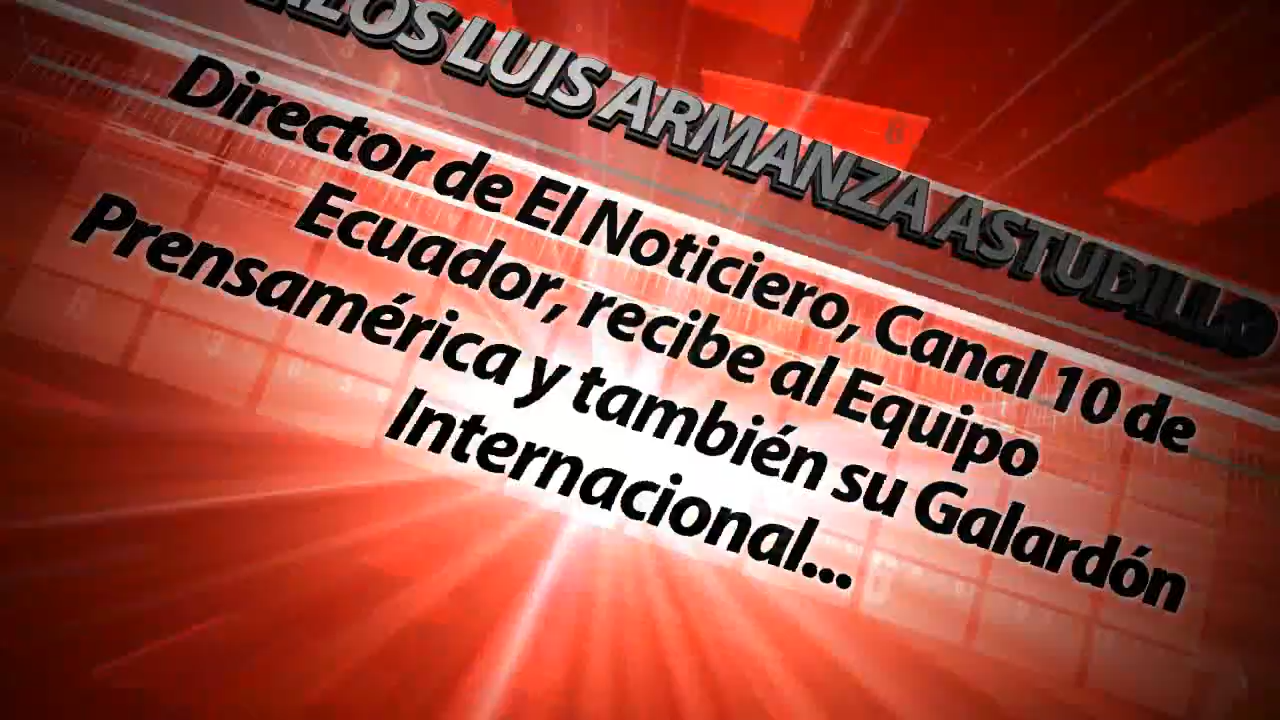 LUIS ARMANZA ASTUDILLO
Director de El Noticiero, Canal 10 de
Ecuador, recibe al Equipo
Prensamérica y también su Galardón
Internacional...